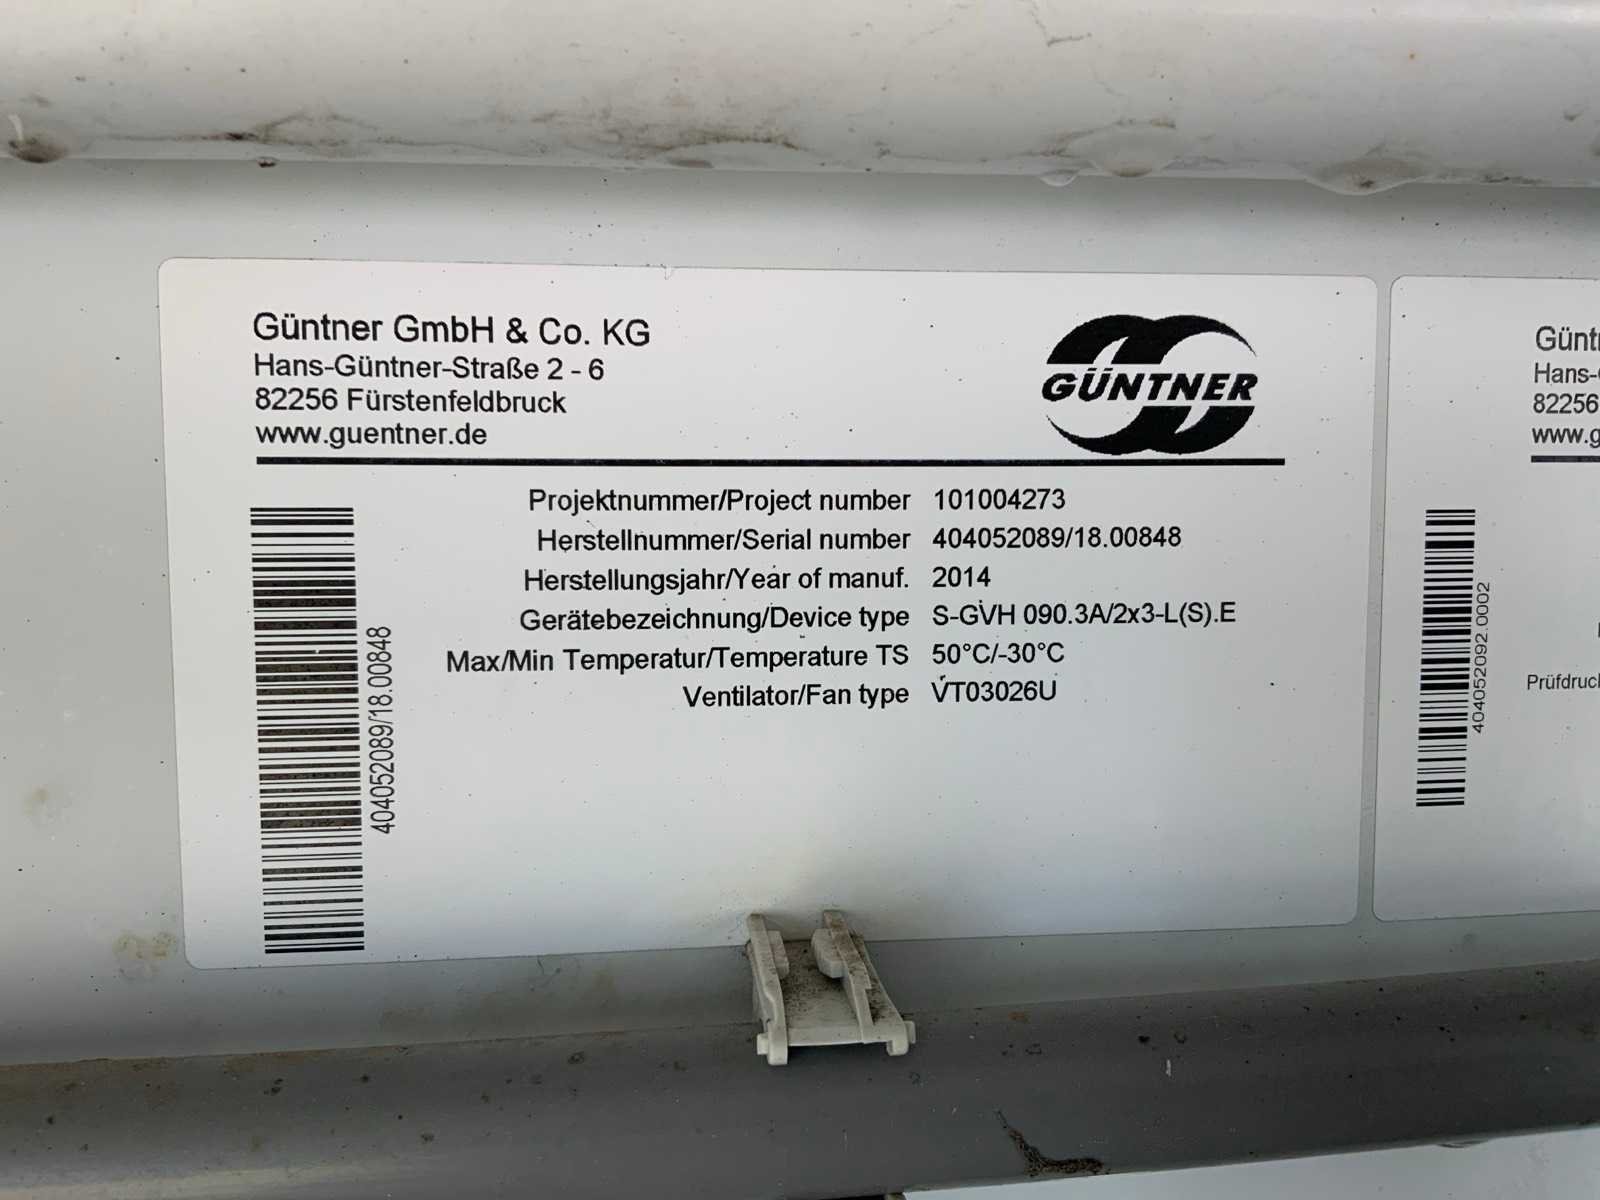 Güntner GmbH & Co. KG
Hans-Güntner-Straße 2 - 6
82256 Fürstenfeldbruck
www.guentner.de
GÜNTNER
Projektnummer/Project number 101004273
Herstellnummer/Serial number 404052089/18.00848
Herstellungsjahr/Year of manuf. 2014
Gerätebezeichnung/Device type S-GVH 090.3A/2x3-L(S).E
Max/Min Temperatur/Temperature TS 50°C/-30°C
Ventilator/Fan type VT03026U
404052089/18.00848
Günt
Hans-
82256
www.g
404052092.0002
Prüfdruc